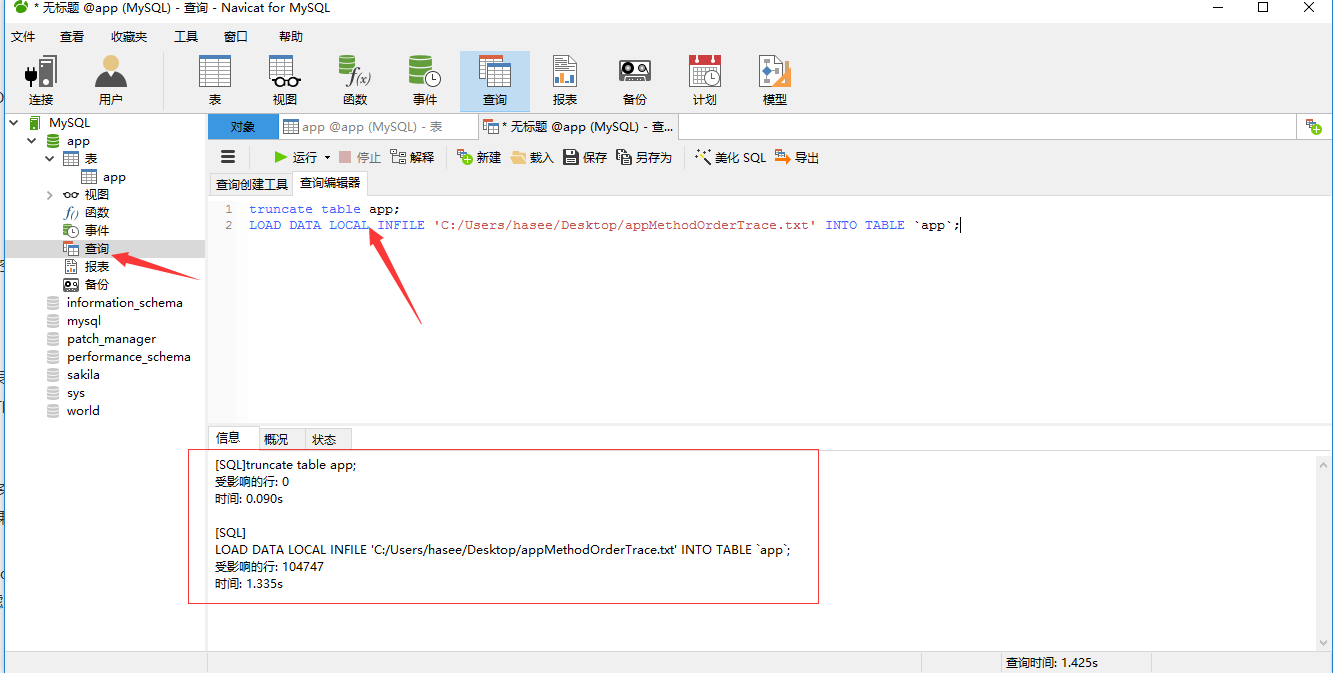 * 无标题 @app (MySQL) - 查询 - Navicat for MySQL
文件 查看 收藏夹 工具 窗口 帮助
连接 用户 表 视图 函数 事件 查询 报表 备份 计划 模型
对象 app @app (MySQL) - 表 * 无标题 @app (MySQL) - 查...
运行 停止 解释 新建 载入 保存 另存为 美化 SQL 导出
查询创建工具 查询编辑器
MySQL
app
表
app
视图
函数
事件
查询
报表
备份
information_schema
mysql
patch_manager
performance_schema
sakila
sys
world
1 truncate table app;
2 LOAD DATA LOCAL INFILE 'C:/Users/hasee/Desktop/appMethodOrderTrace.txt' INTO TABLE `app`;
信息 概况 状态
[SQL]truncate table app;
受影响的行: 0
时间: 0.090s
[SQL]
LOAD DATA LOCAL INFILE 'C:/Users/hasee/Desktop/appMethodOrderTrace.txt' INTO TABLE `app`;
受影响的行: 104747
时间: 1.335s
查询时间: 1.425s